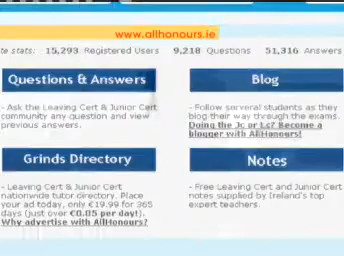 www.allhonours.ie
te stats: 15,293 Registered Users 9,218 Questions 51,316 Answers
Questions & Answers
- Ask the Leaving Cert & Junior Cert
community any question and view
previous answers.
Blog
- Follow serveral students as they
blog their way through the exams.
Doing the Jc or Lc? Become a
blogger with AllHonours!
Grinds Directory
- Leaving Cert & Junior Cert
nationwide tutor directory. Place
your ad today, only €19.99 for 365
days (just over €0.05 per day!).
Why advertise with AllHonours?
Notes
- Free Leaving Cert and Junior Cert
notes supplied by Ireland's top
expert teachers.